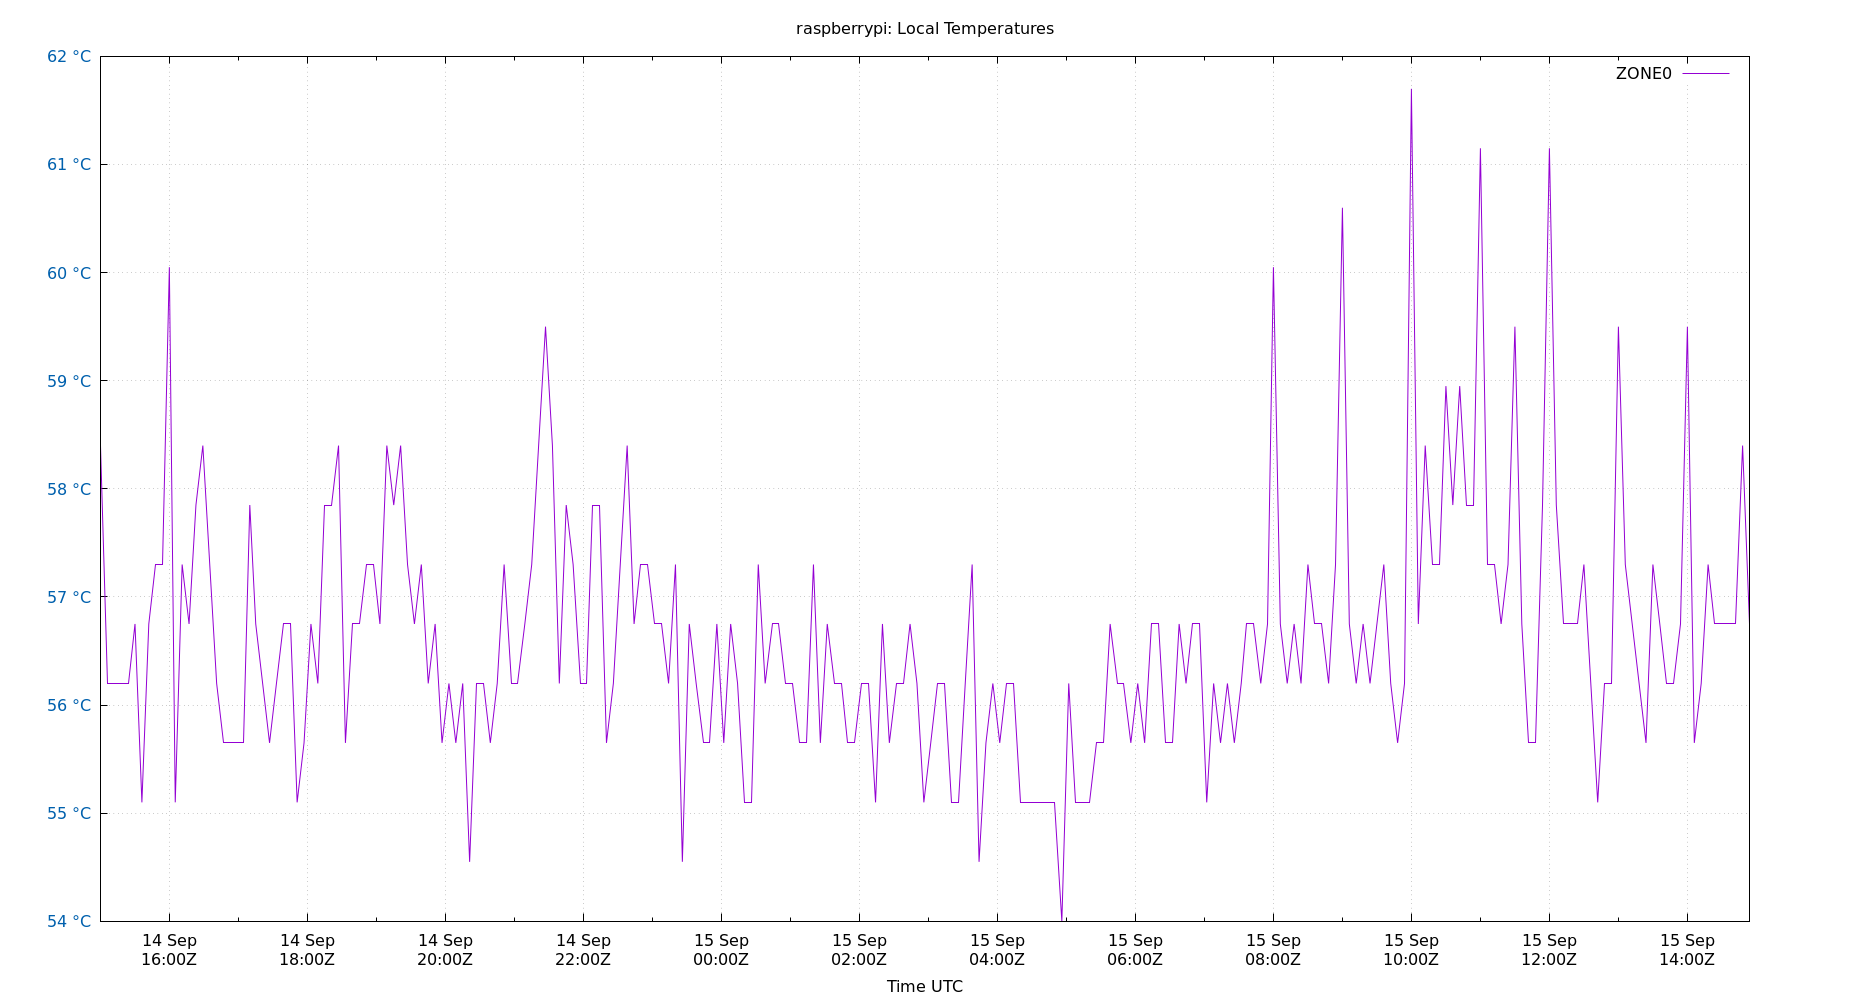 raspberrypi: Local Temperatures
62 °C
61 °C
60 °C
59 °C
58 °C
57 °C
56 °C
55 °C
54 °C
ZONE0
14 Sep 14 Sep 14 Sep 14 Sep 15 Sep 15 Sep 15 Sep 15 Sep 15 Sep 15 Sep 15 Sep 15 Sep
16:00Z 18:00Z 20:00Z 22:00Z 00:00Z 02:00Z 04:00Z 06:00Z 08:00Z 10:00Z 12:00Z 14:00Z
Time UTC